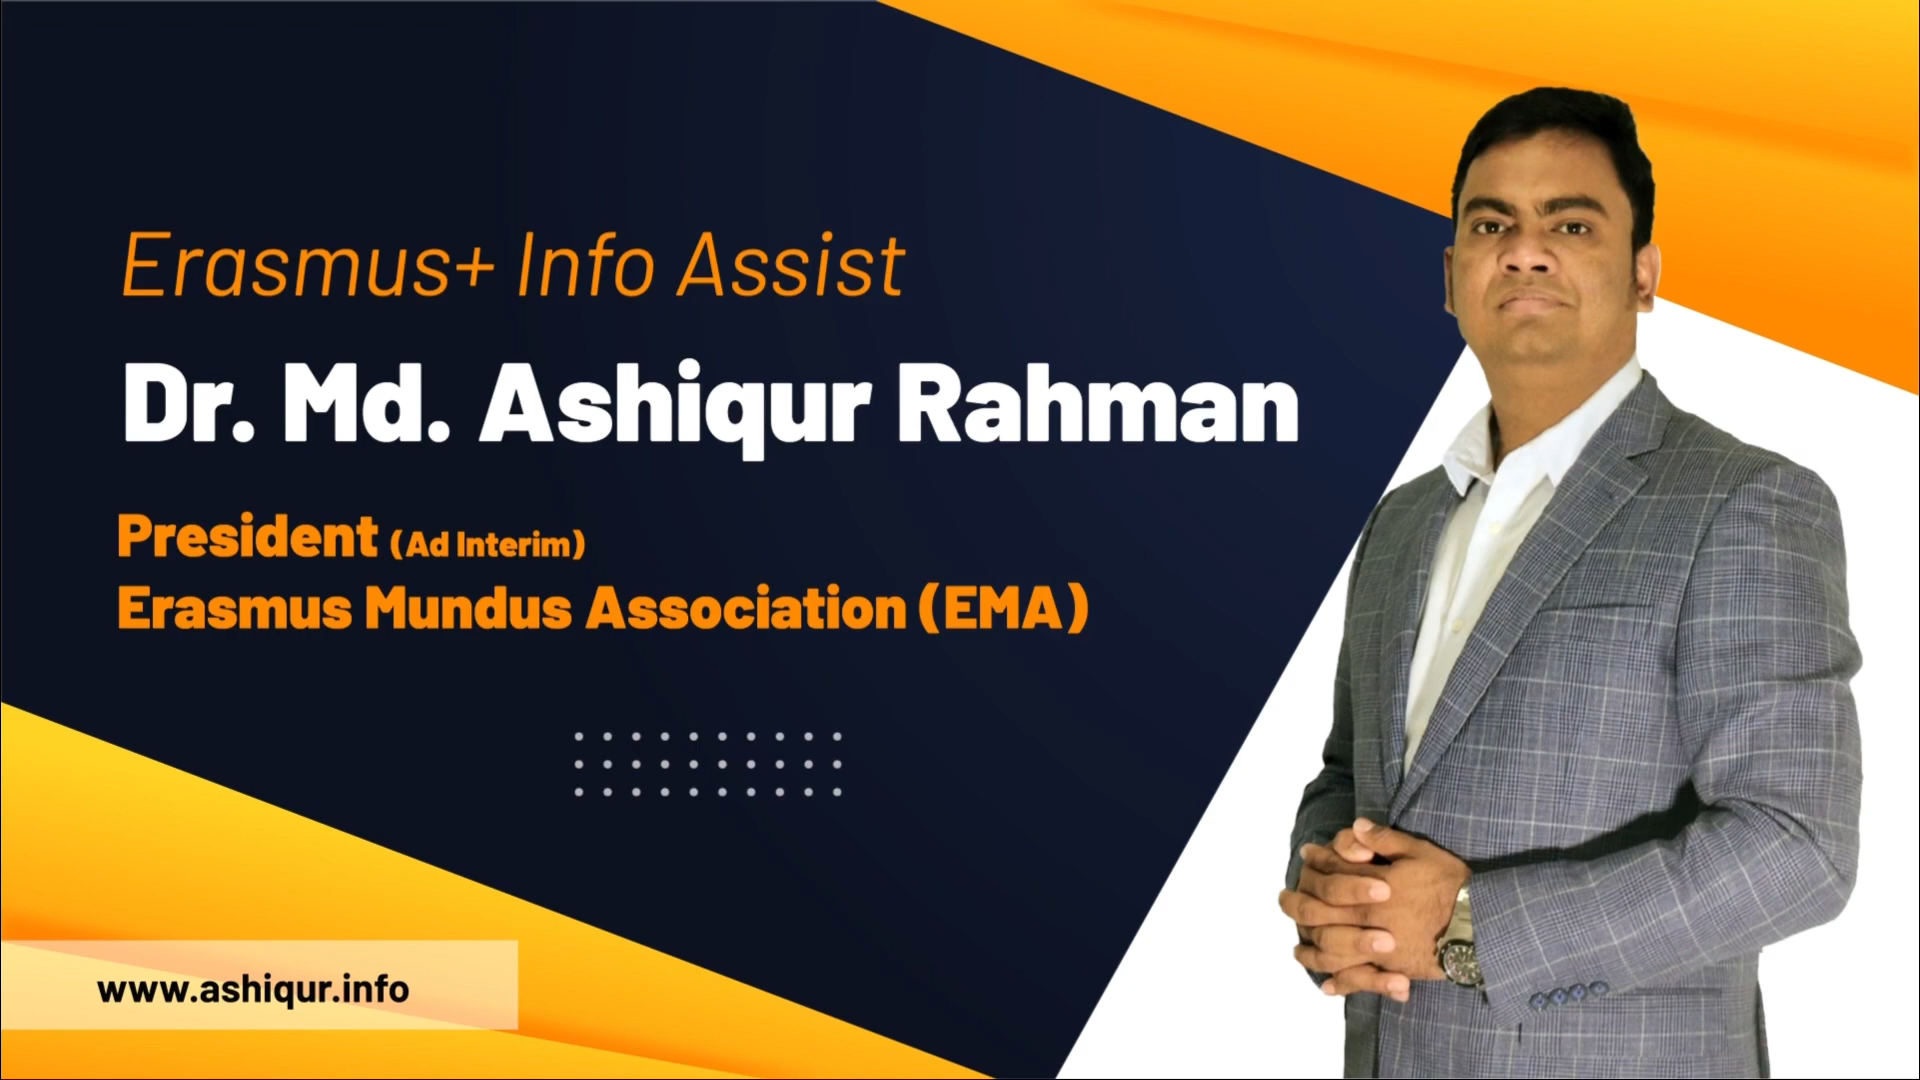 Erasmus+ Info Assist
Dr. Md. Ashiqur Rahman
President (Ad Interim)
Erasmus Mundus Association (EMA)
www.ashiqur.info